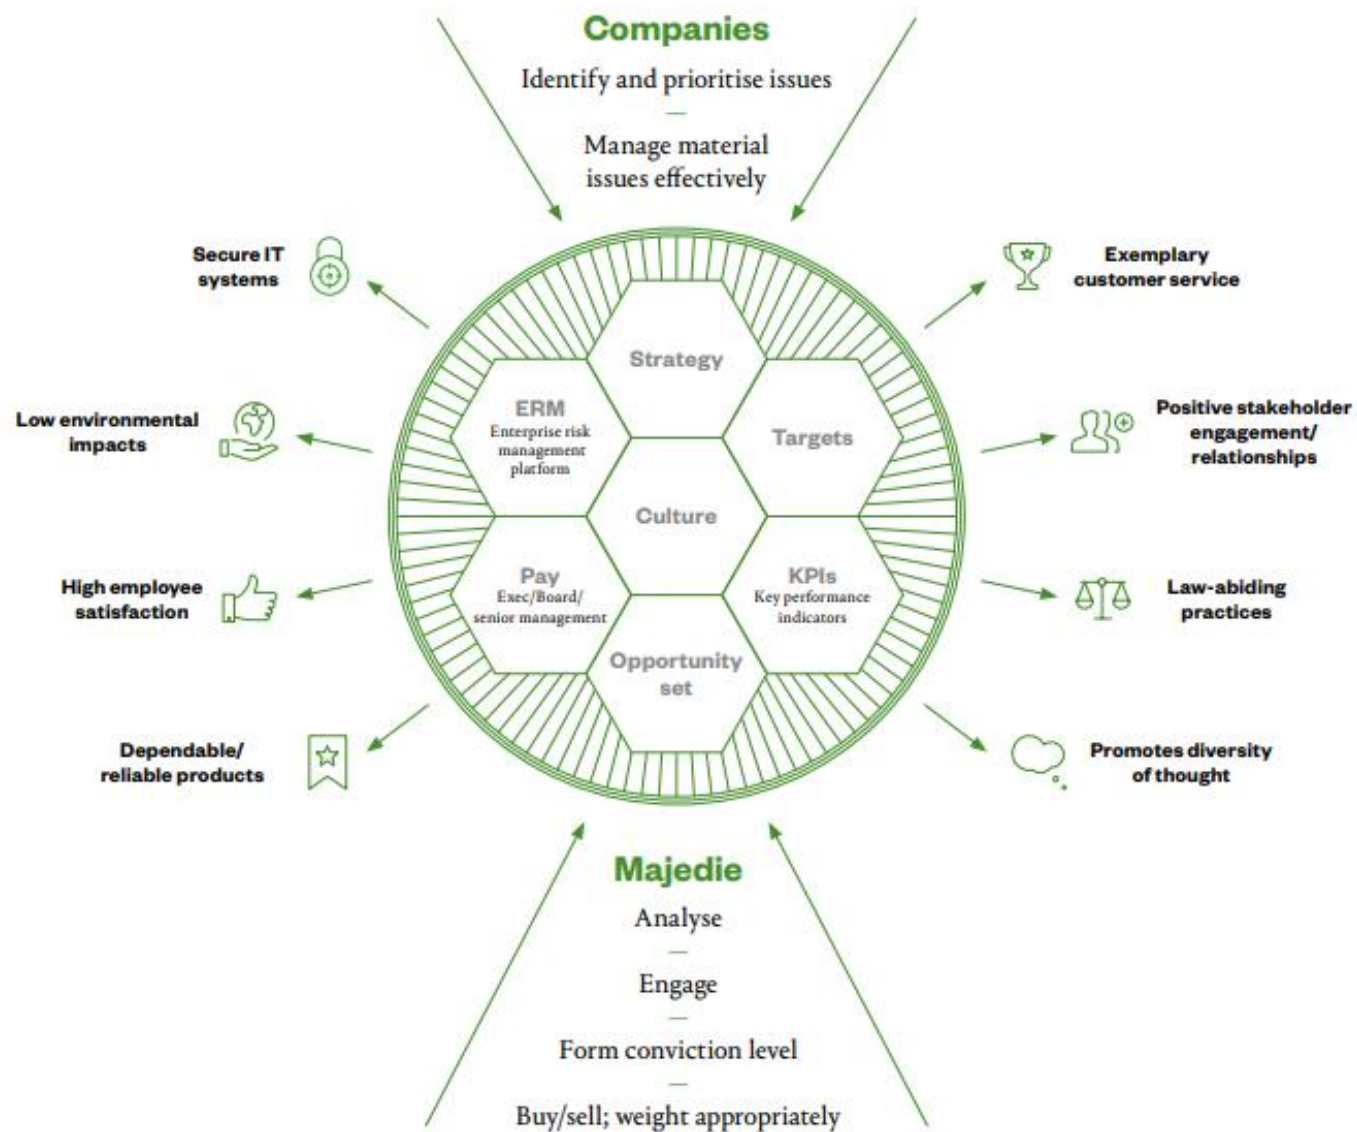 Companies
Identify and prioritise issues
Manage material
issues effectively
Secure IT
systems
Exemplary
customer service
Low environmental
impacts
Positive stakeholder
engagement/
relationships
High employee
satisfaction
Law-abiding
practices
Dependable/
reliable products
Promotes diversity
of thought
Strategy
ERM
Enterprise risk
management
platform
Targets
Culture
Pay
Exec/Board/
senior management
KPIs
Key performance
indicators
Opportunity
set
Majedie
Analyse
Engage
Form conviction level
Buy/sell; weight appropriately